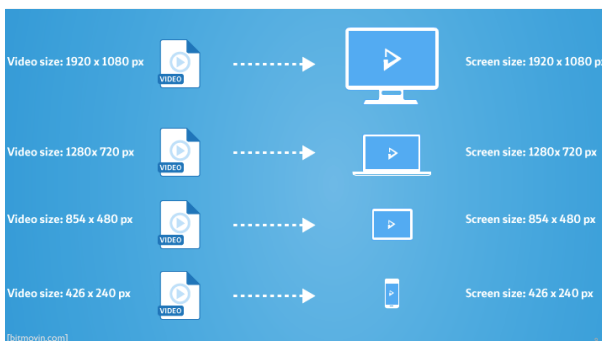 Video size: 1920 x 1080 px
VIDEO
Screen size: 1920 x 1080 p
Video size: 1280x 720 px
VIDEO
Screen size: 1280x 720 px
Video size: 854 x 480 px
VIDEO
Screen size: 854 x 480 px
Video size: 426 x 240 px
VIDEO
Screen size: 426 x 240 px
[bitmovin.com]